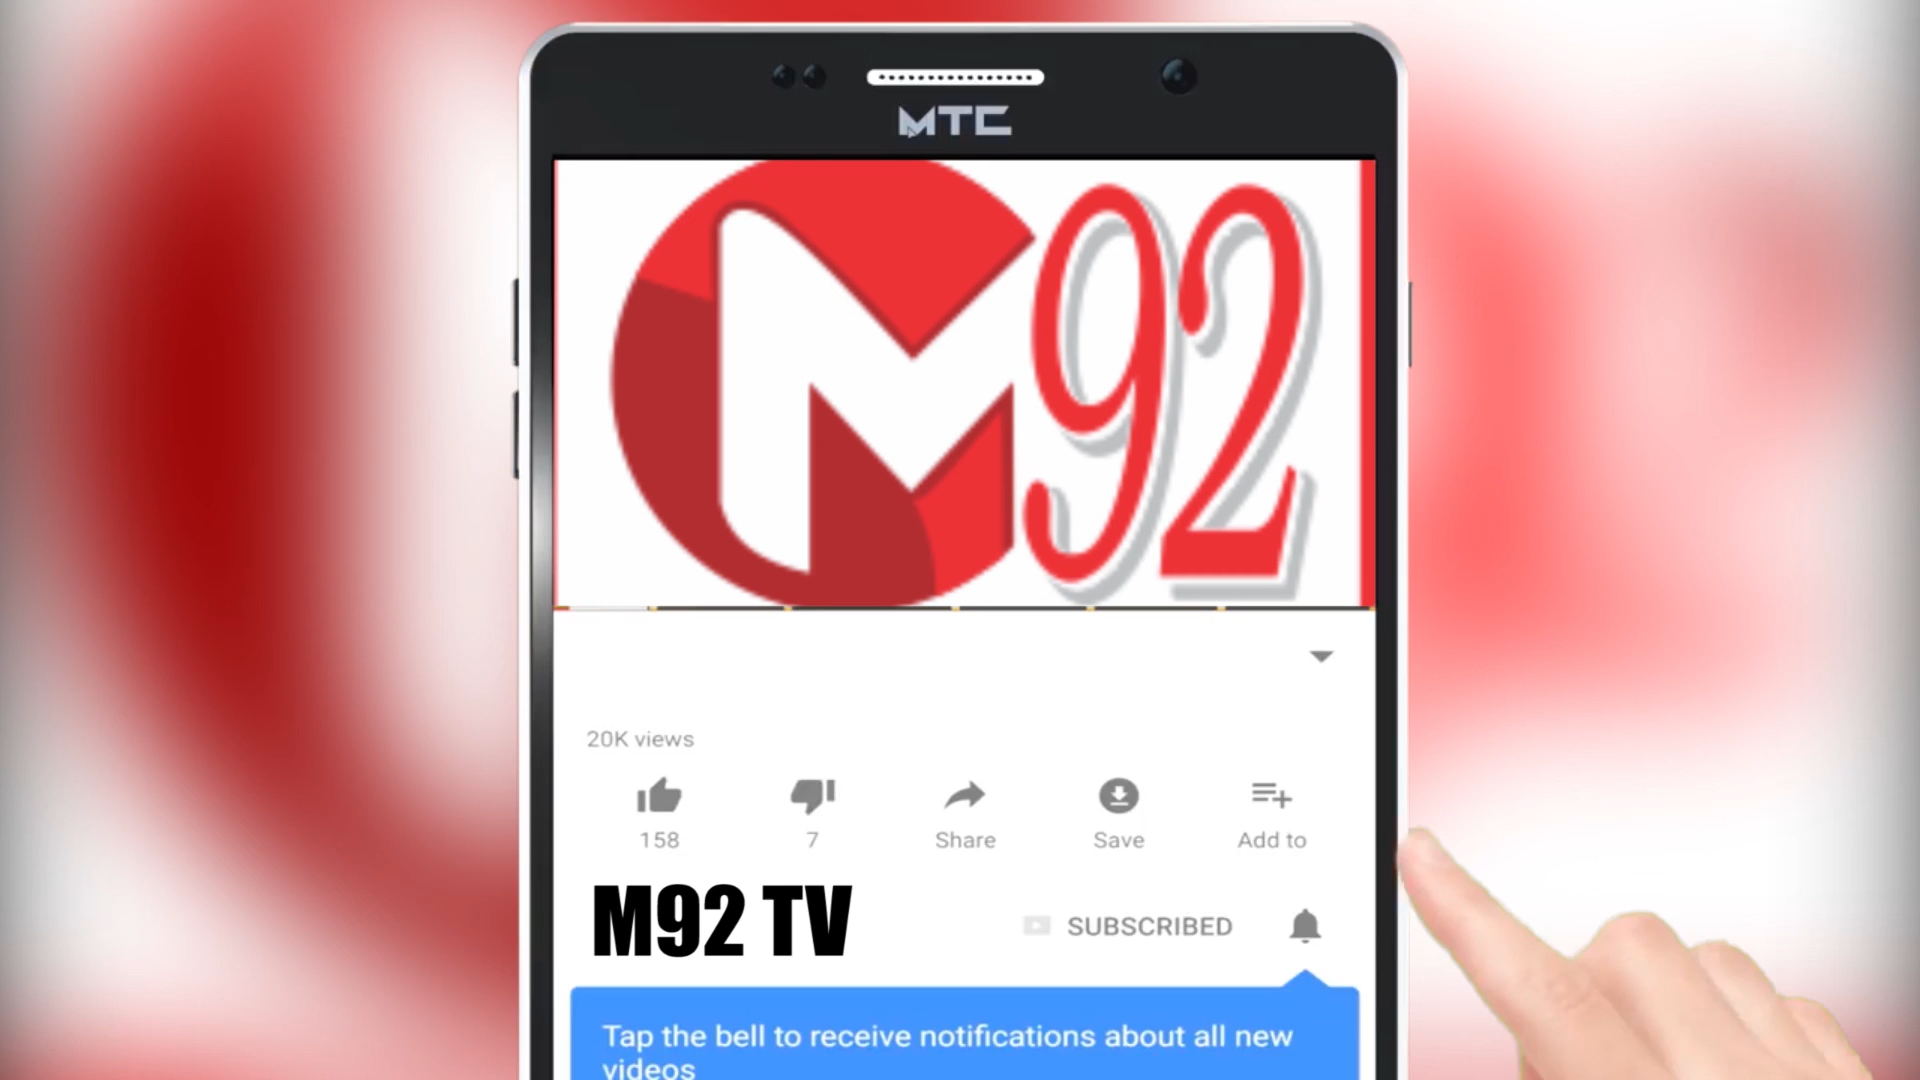 MTC
M92
20K views
158
7
Share
Save
Add to
M92 TV
SUBSCRIBED
Tap the bell to receive notifications about all new
videos